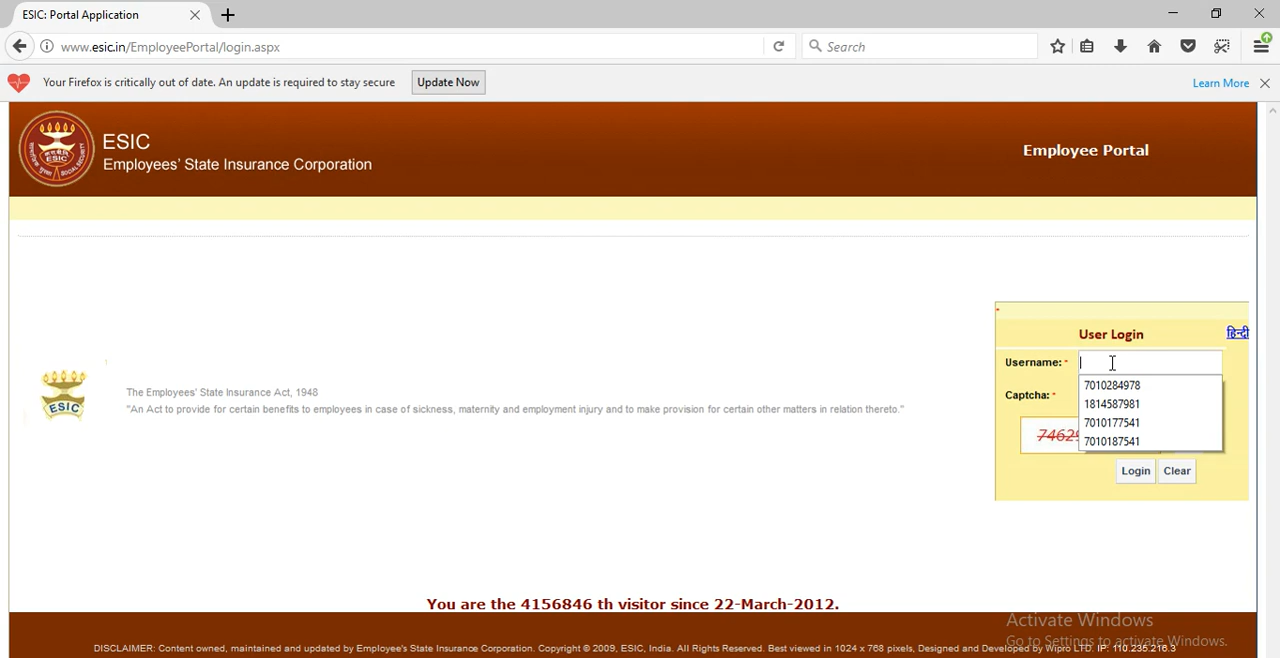 ESIC: Portal Application
www.esic.in/EmployeePortal/login.aspx
Search
Your Firefox is critically out of date. An update is required to stay secure
Update Now
Learn More
ESIC
Employees' State Insurance Corporation
Employee Portal
User Login
हिन्दी
Username: *
7010284978
1814587981
7010177541
7010187541
Captcha: *
7462
Login
Clear
ESIC
The Employees' State Insurance Act, 1948
"An Act to provide for certain benefits to employees in case of sickness, maternity and employment injury and to make provision for certain other matters in relation thereto."
You are the 4156846 th visitor since 22-March-2012.
Activate Windows
Go to Settings to activate Windows.
DISCLAIMER: Content owned, maintained and updated by Employee's State Insurance Corporation. Copyright © 2009, ESIC, India. All Rights Reserved. Best viewed in 1024 x 768 pixels, Designed and Developed by Wipro LTD. IP: 110.235.216.3